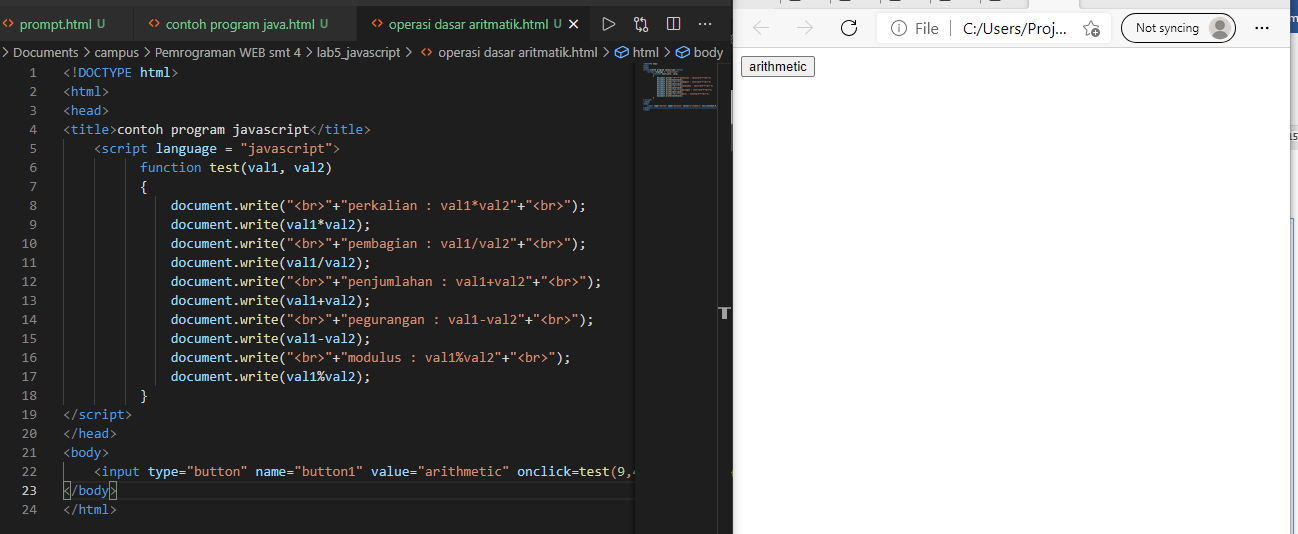 prompt.html U contoh program java.html U operasi dasar aritmatik.html U
File C:/Users/Proj... Not syncing
Documents > campus > Pemrograman WEB smt 4 > lab5_javascript > operasi dasar aritmatik.html > html > body
arithmetic
1 <!DOCTYPE html>
2 <html>
3 <head>
4 <title>contoh program javascript</title>
5 <script language = "javascript">
6 function test(val1, val2)
7 {
8 document.write("<br>"+"perkalian : val1*val2"+"<br>");
9 document.write(val1*val2);
10 document.write("<br>"+"pembagian : val1/val2"+"<br>");
11 document.write(val1/val2);
12 document.write("<br>"+"penjumlahan : val1+val2"+"<br>");
13 document.write(val1+val2);
14 document.write("<br>"+"pegurangan : val1-val2"+"<br>");
15 document.write(val1-val2);
16 document.write("<br>"+"modulus : val1%val2"+"<br>");
17 document.write(val1%val2);
18 }
19 </script>
20 </head>
21 <body>
22 <input type="button" name="button1" value="arithmetic" onclick=test(9,
23 </body>
24 </html>